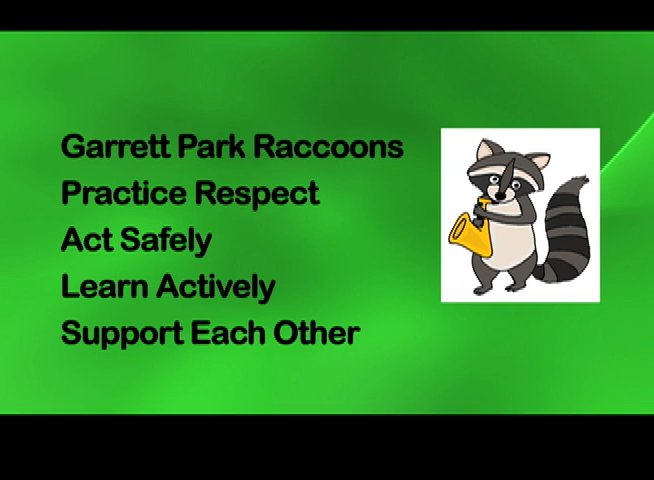 Garrett Park Raccoons
Practice Respect
Act Safely
Learn Actively
Support Each Other